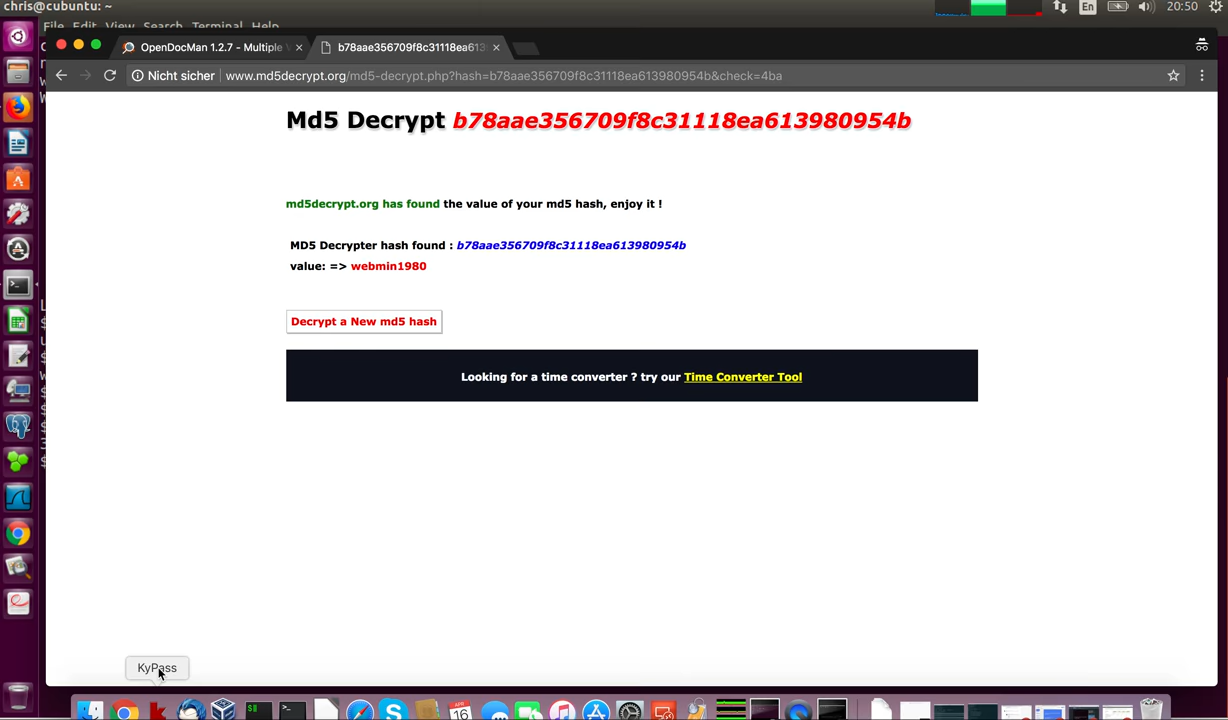 chris@cubuntu: ~
En
20:50
File Edit View Search Terminal Help
OpenDocMan 1.2.7 - Multiple
b78aae356709f8c31118ea613
Nicht sicher
www.md5decrypt.org/md5-decrypt.php?hash=b78aae356709f8c31118ea613980954b&check=4ba
Md5 Decrypt b78aae356709f8c31118ea613980954b
md5decrypt.org has found the value of your md5 hash, enjoy it !
MD5 Decrypter hash found : b78aae356709f8c31118ea613980954b
value: => webmin1980
Decrypt a New md5 hash
Looking for a time converter ? try our Time Converter Tool
KyPass
APR
16